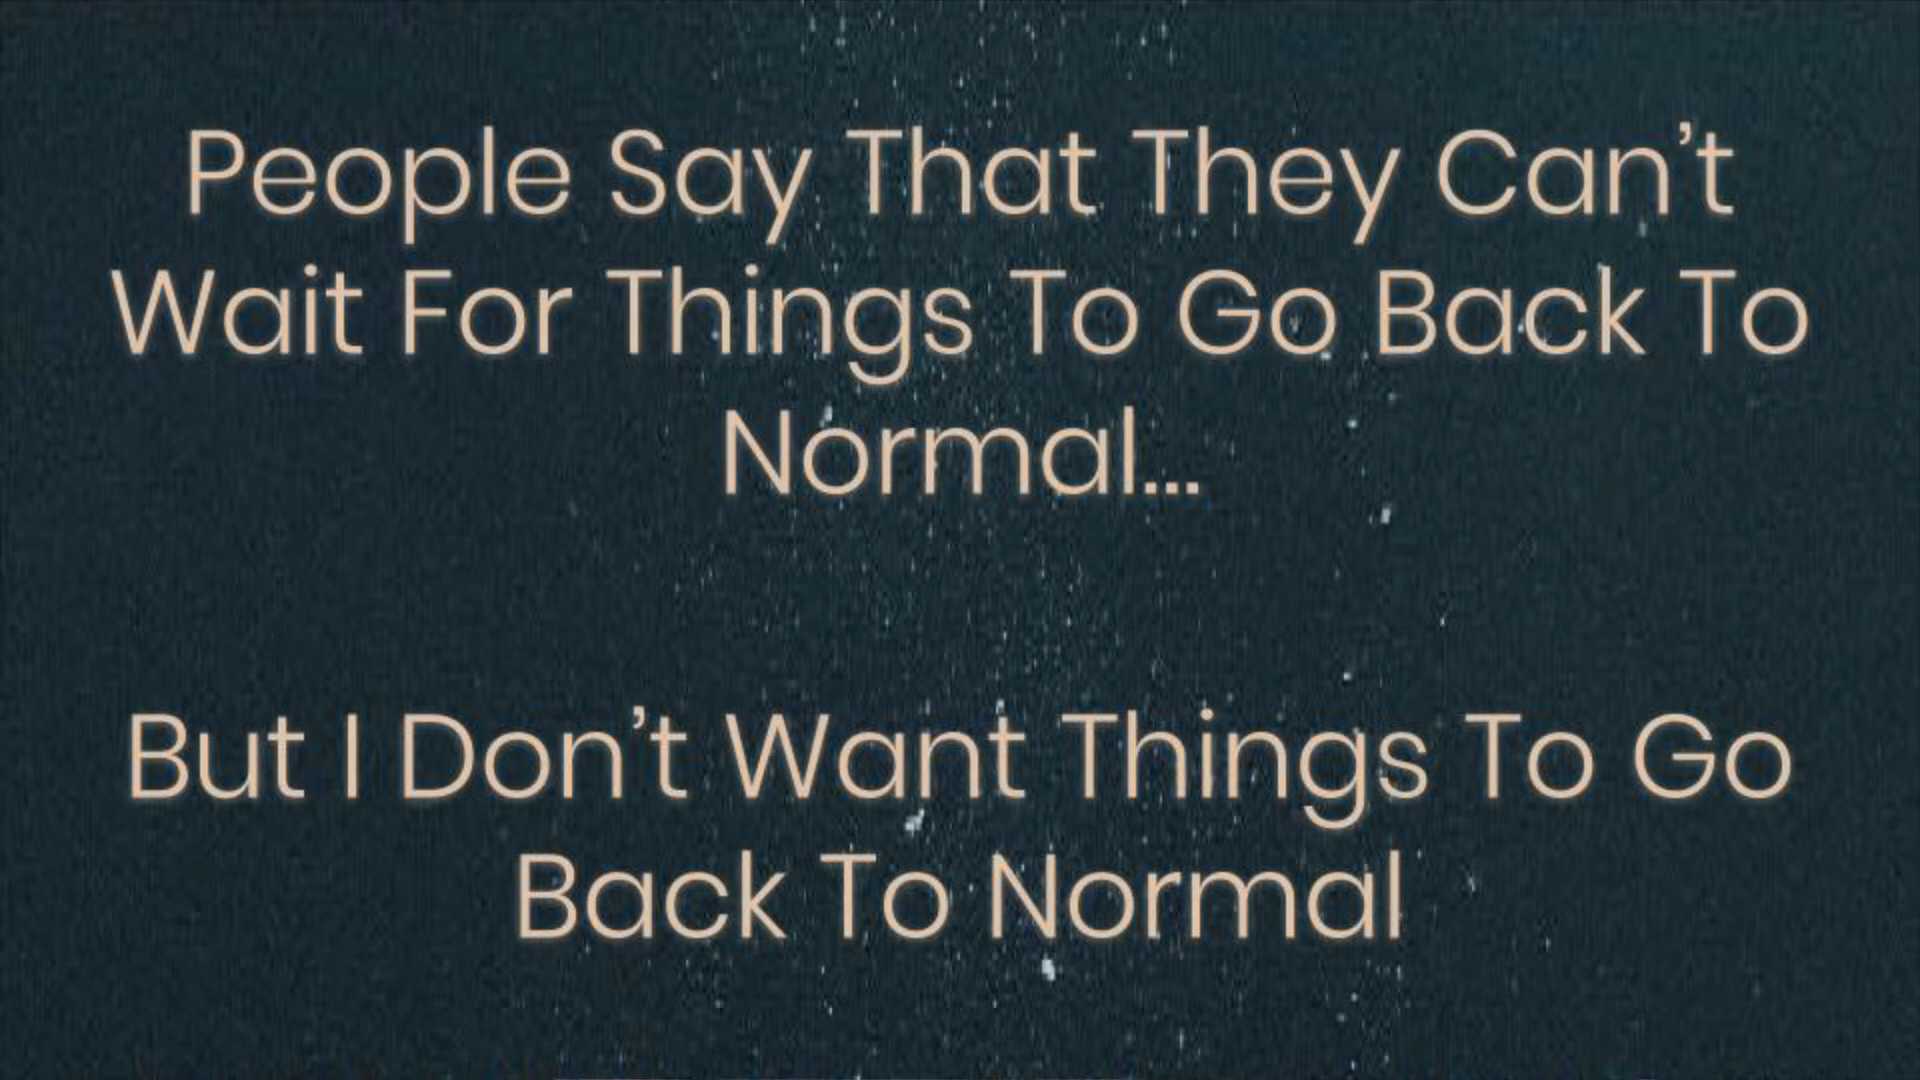 People Say That They Can’t
Wait For Things To Go Back To
Normal...
But I Don’t Want Things To Go
Back To Normal